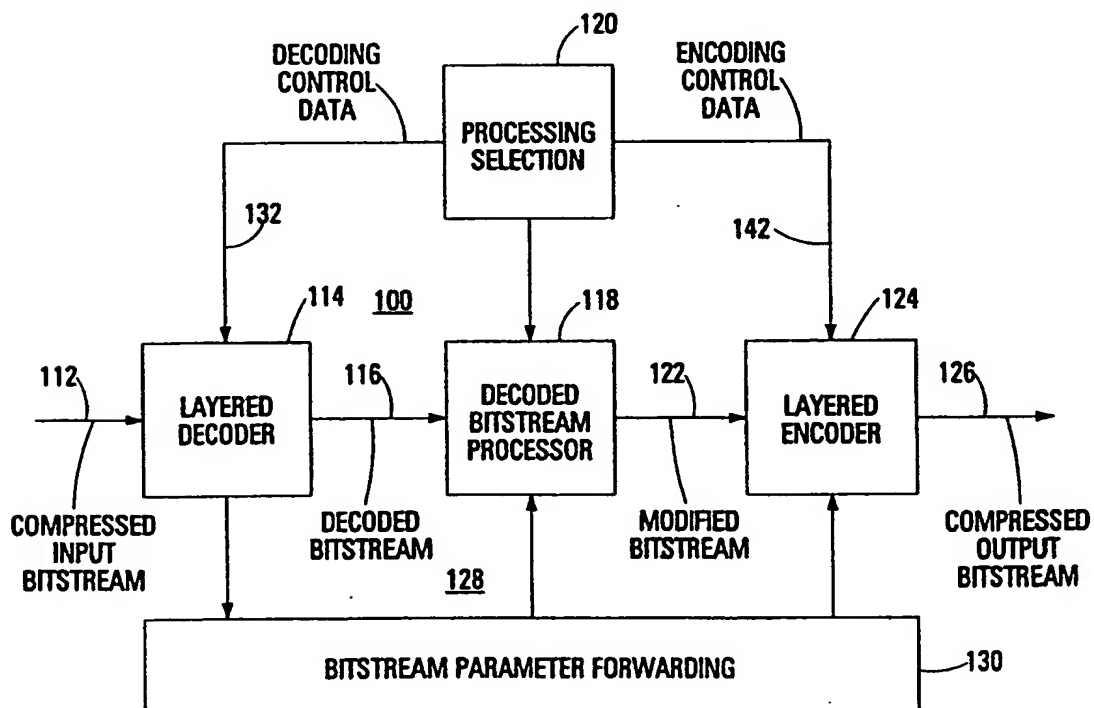 120
DECODING
CONTROL
DATA
ENCODING
CONTROL
DATA
PROCESSING
SELECTION
132
142
114
100
118
124
112
116
122
126
LAYERED
DECODER
DECODED
BITSTREAM
PROCESSOR
LAYERED
ENCODER
COMPRESSED
INPUT
BITSTREAM
DECODED
BITSTREAM
MODIFIED
BITSTREAM
COMPRESSED
OUTPUT
BITSTREAM
128
BITSTREAM PARAMETER FORWARDING
130